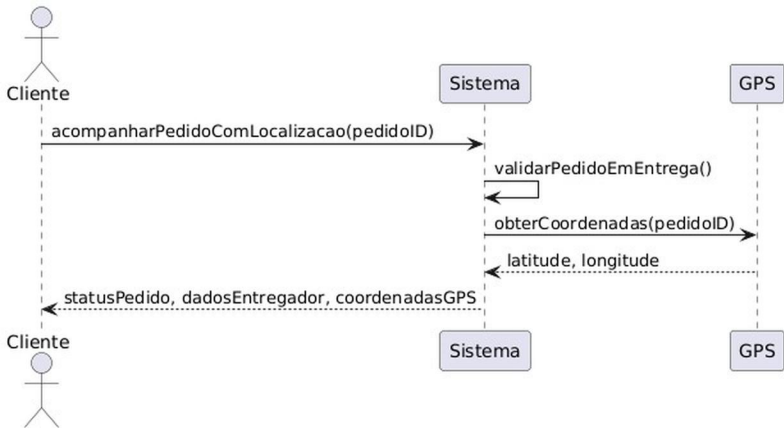 Cliente
Sistema
GPS
acompanharPedidoComLocalizacao(pedidoID)
validarPedidoEmEntrega()
obterCoordenadas(pedidoID)
latitude, longitude
statusPedido, dadosEntregador, coordenadasGPS
Cliente
Sistema
GPS